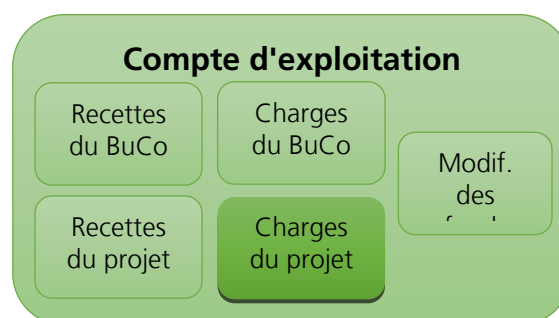 Compte d'exploitation
Recettes
du BuCo
Charges
du BuCo
Modif.
des
Recettes
du projet
Charges
du projet